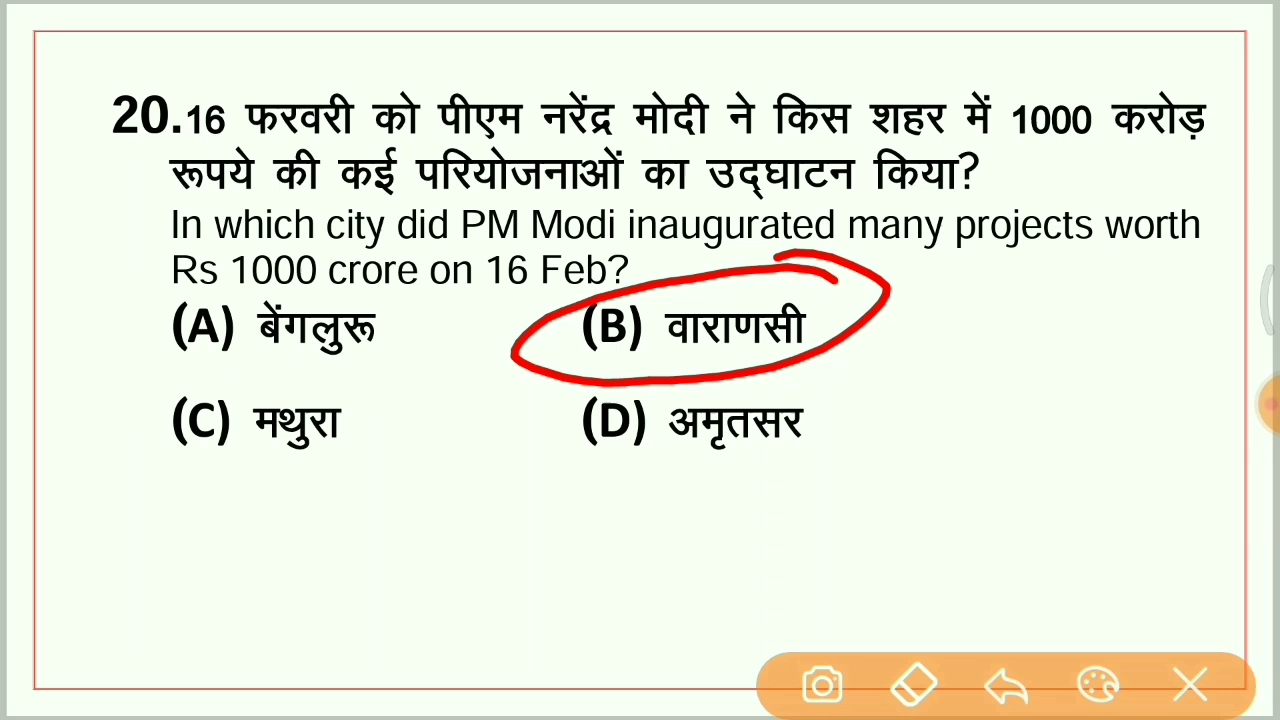 20.16 फरवरी को पीएम नरेंद्र मोदी ने किस शहर में 1000 करोड़
रूपये की कई परियोजनाओं का उद्घाटन किया?
In which city did PM Modi inaugurated many projects worth
Rs 1000 crore on 16 Feb?
(A) बेंगलुरू (B) वाराणसी
(C) मथुरा (D) अमृतसर